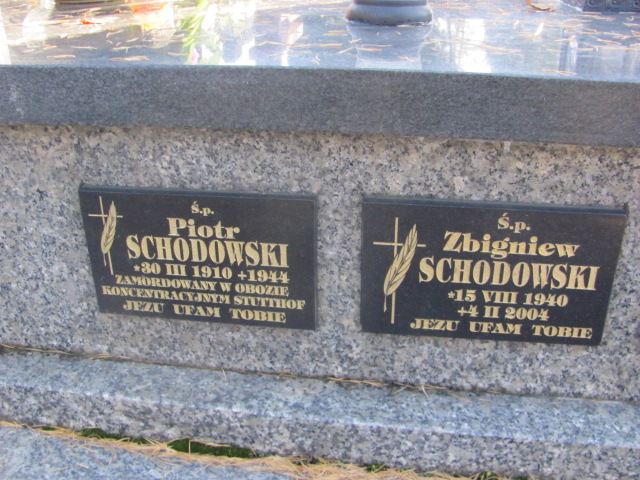 Ś.p.
Piotr
SCHODOWSKI
*30 III 1910 +1944
ZAMORDOWANY W OBOZIE
KONCENTRACYJNYM STUTTHOF
JEZU UFAM TOBIE
Ś.p.
Zbigniew
SCHODOWSKI
*15 VIII 1940
+4 II 2004
JEZU UFAM TOBIE